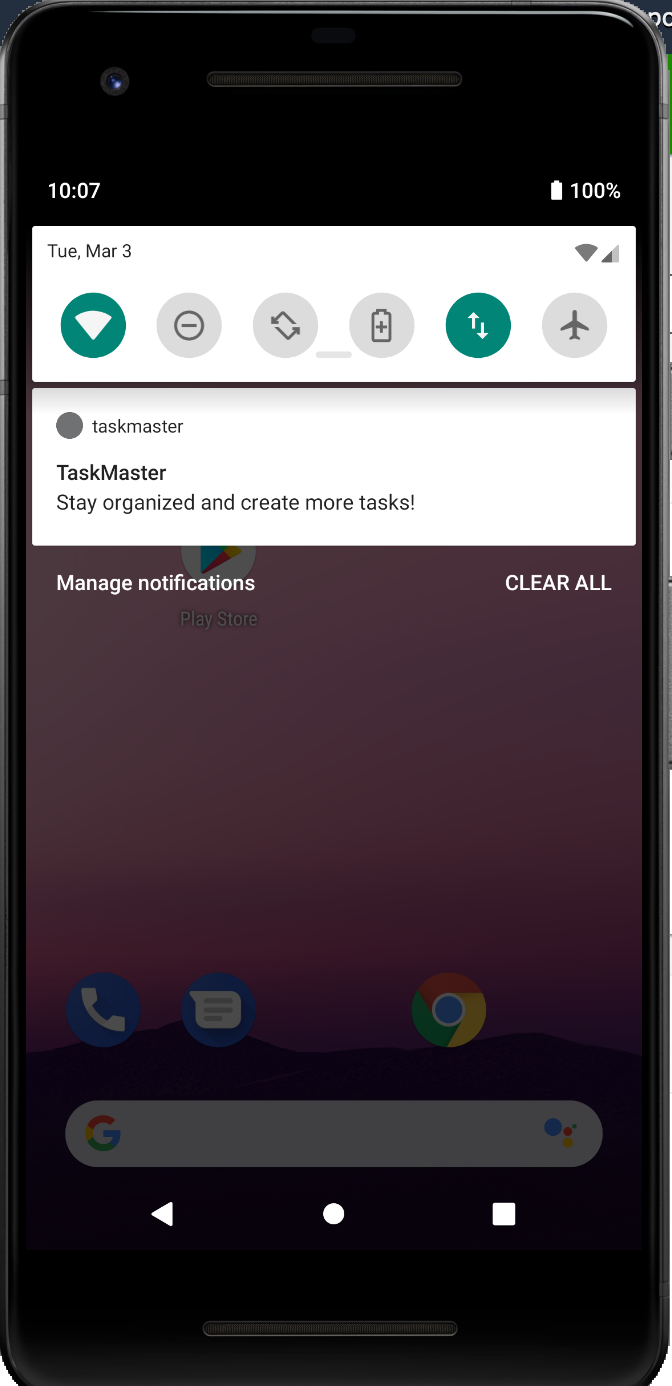 10:07
100%
Tue, Mar 3
taskmaster
TaskMaster
Stay organized and create more tasks!
Manage notifications
CLEAR ALL
Play Store